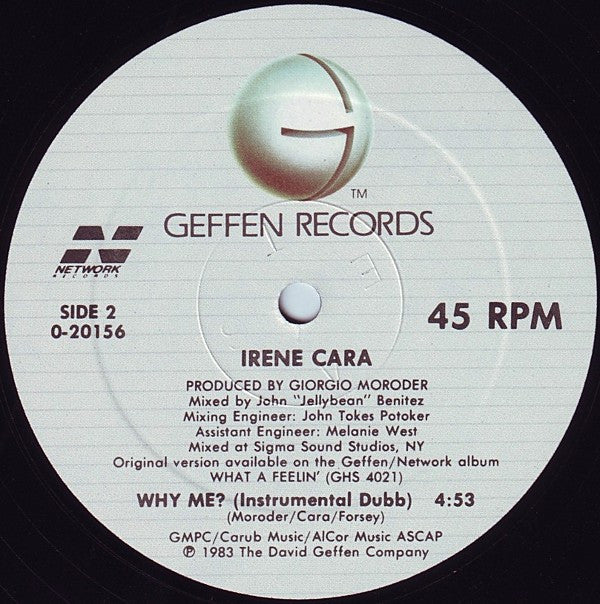 G
TM
GEFFEN RECORDS
NETWORK
RECORDS
SIDE 2
0-20156
45 RPM
IRENE CARA
PRODUCED BY GIORGIO MORODER
Mixed by John "Jellybean" Benitez
Mixing Engineer: John Tokes Potoker
Assistant Engineer: Melanie West
Mixed at Sigma Sound Studios, NY
Original version available on the Geffen/Network album
WHAT A FEELIN' (GHS 4021)
WHY ME? (Instrumental Dubb) 4:53
(Moroder/Cara/Forsey)
GMPC/Carub Music/AlCor Music ASCAP
℗ 1983 The David Geffen Company